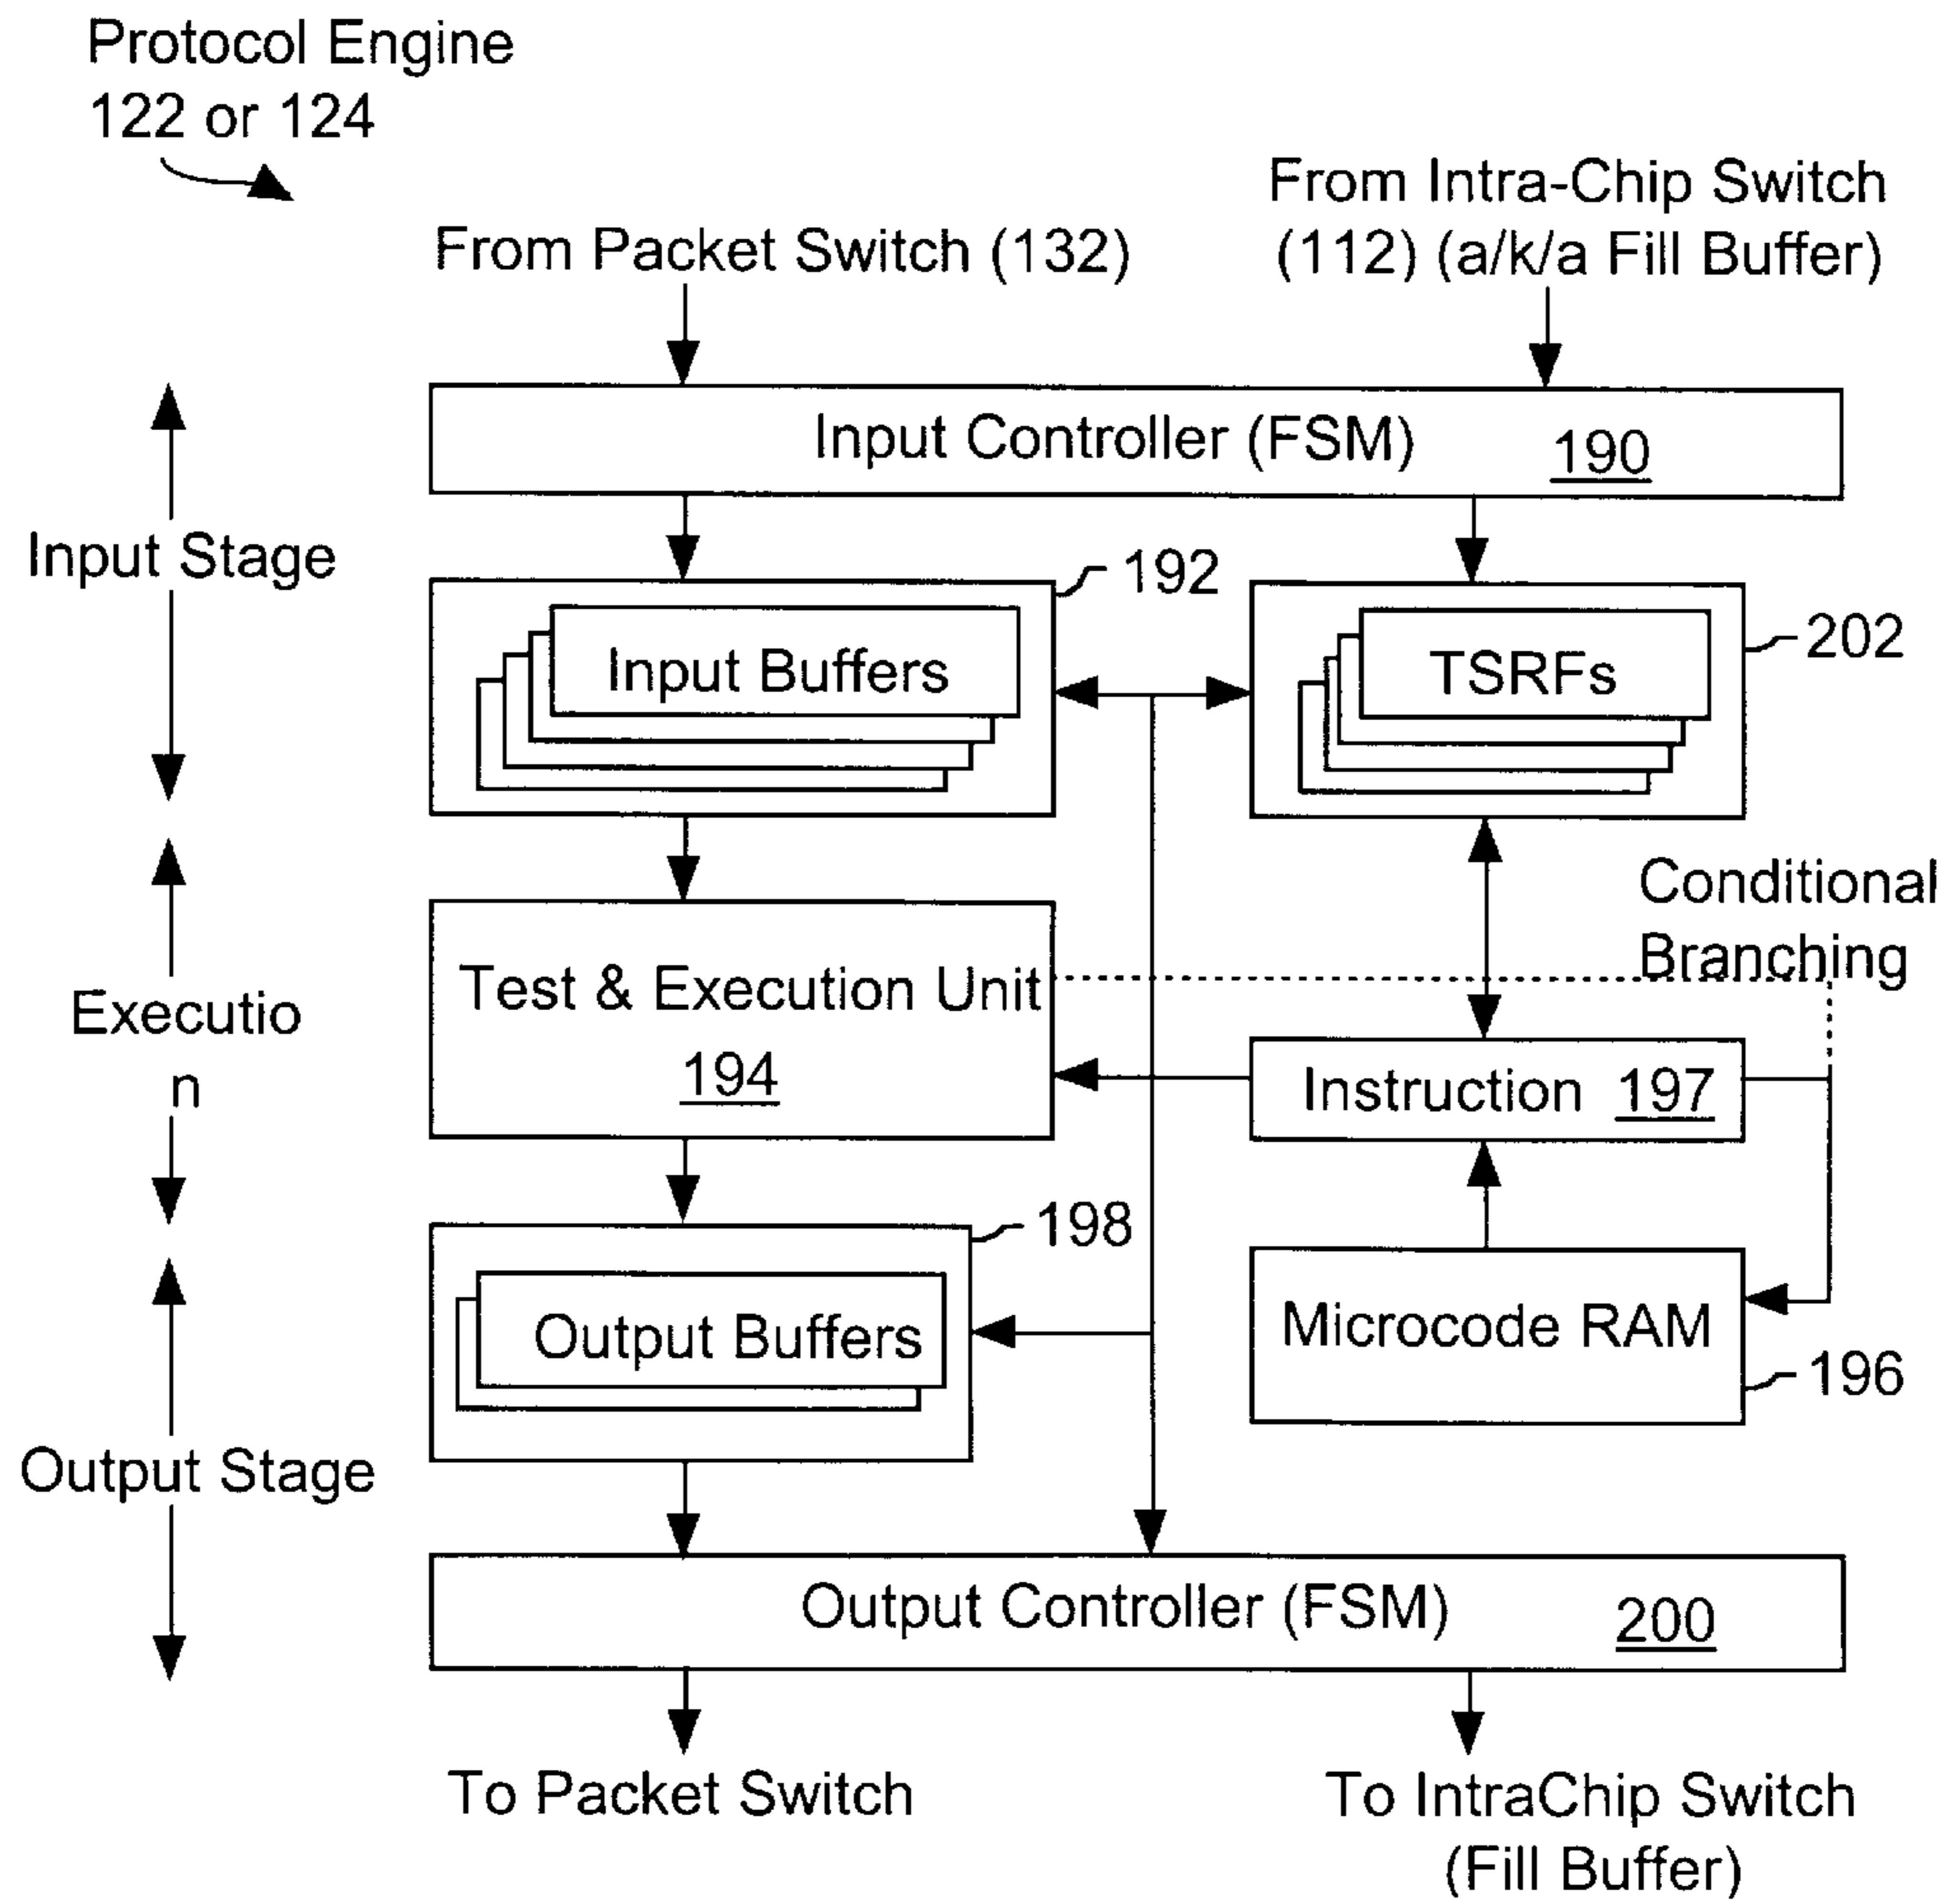 Protocol Engine
122 or 124
From Packet Switch (132)
From Intra-Chip Switch
(112) (a/k/a Fill Buffer)
Input Controller (FSM) 190
Input Stage
192
Input Buffers
202
TSRFs
Conditional
Branching
Executio
n
Test & Execution Unit
194
Instruction 197
198
Output Buffers
Microcode RAM
196
Output Stage
Output Controller (FSM) 200
To Packet Switch
To IntraChip Switch
(Fill Buffer)